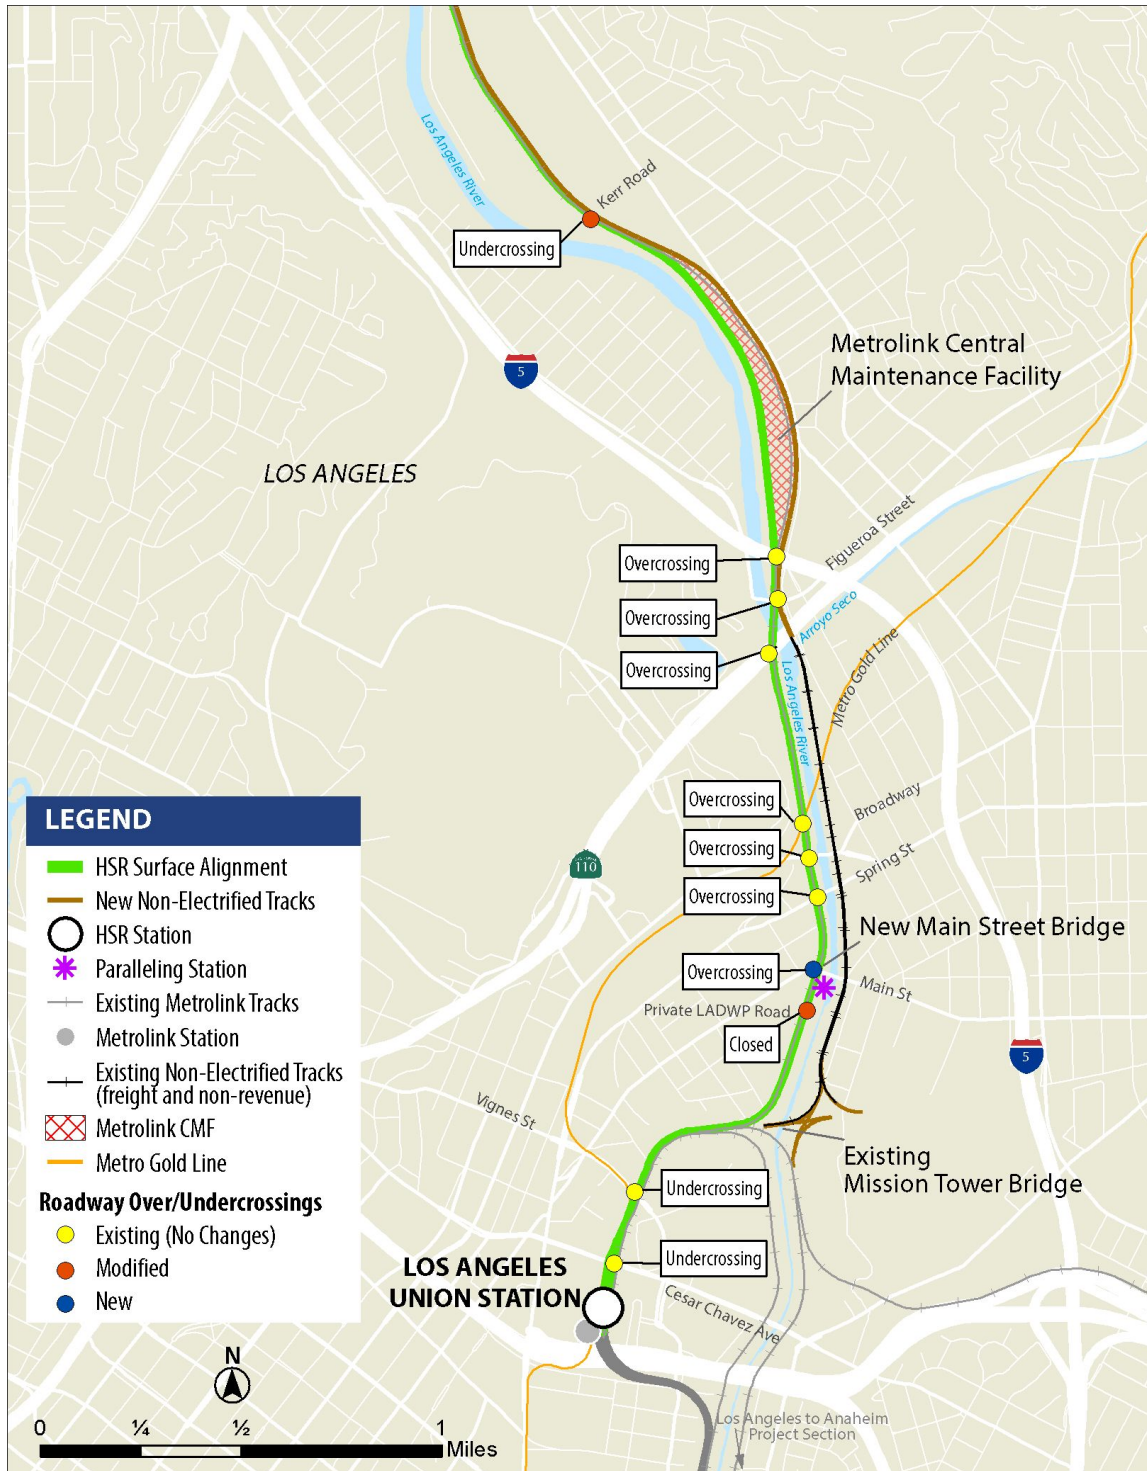 Los Angeles River
Kerr Road
Undercrossing
5
Metrolink Central
Maintenance Facility
LOS ANGELES
Figueroa Street
Overcrossing
Overcrossing
Arroyo Seco
Overcrossing
Los Angeles River
Metro Gold Line
Overcrossing
Broadway
Overcrossing
Spring St
110
Overcrossing
New Main Street Bridge
Overcrossing
Main St
Private LADWP Road
Closed
5
Vignes St
Existing
Mission Tower Bridge
Undercrossing
Undercrossing
LOS ANGELES
UNION STATION
Cesar Chavez Ave
Los Angeles to Anaheim
Project Section
LEGEND
HSR Surface Alignment
New Non-Electrified Tracks
HSR Station
Paralleling Station
Existing Metrolink Tracks
Metrolink Station
Existing Non-Electrified Tracks
(freight and non-revenue)
Metrolink CMF
Metro Gold Line
Roadway Over/Undercrossings
Existing (No Changes)
Modified
New
N
0 ¼ ½ 1
Miles